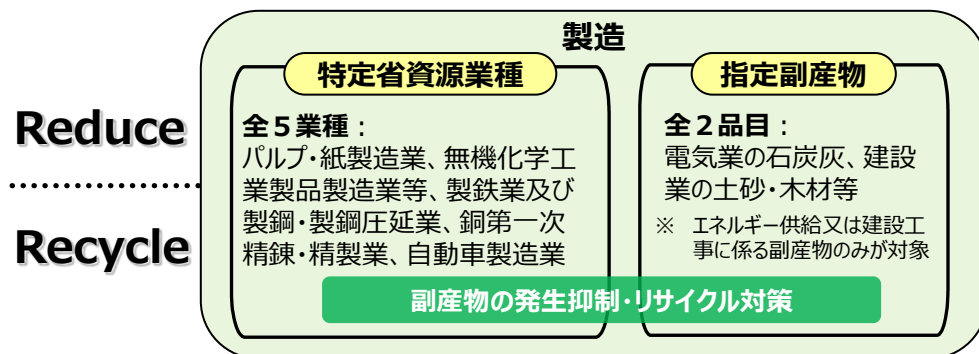 製造
Reduce
Recycle
特定省資源業種
全5業種:
パルプ・紙製造業、無機化学工
業製品製造業等、製鉄業及び
製鋼・製鋼圧延業、銅第一次
精錬・精製業、自動車製造業
指定副産物
全2品目:
電気業の石炭灰、建設
業の土砂・木材等
※ エネルギー供給又は建設工
事に係る副産物のみが対象
副産物の発生抑制・リサイクル対策